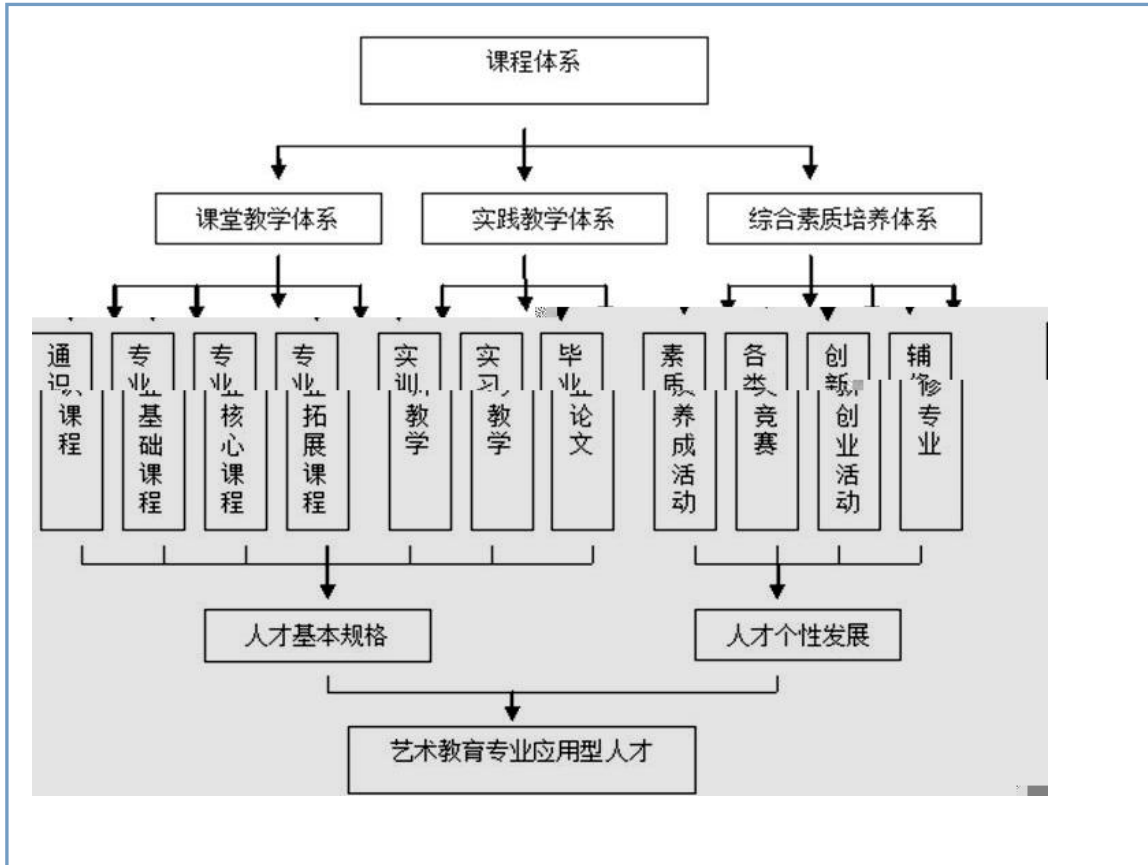 课程体系
课堂教学体系
实践教学体系
综合素质培养体系
通识课程
专业基础课程
专业核心课程
专业拓展课程
实训教学
实习教学
毕业论文
素质养成活动
各类竞赛
创新创业活动
辅修专业
人才基本规格
人才个性发展
艺术教育专业应用型人才